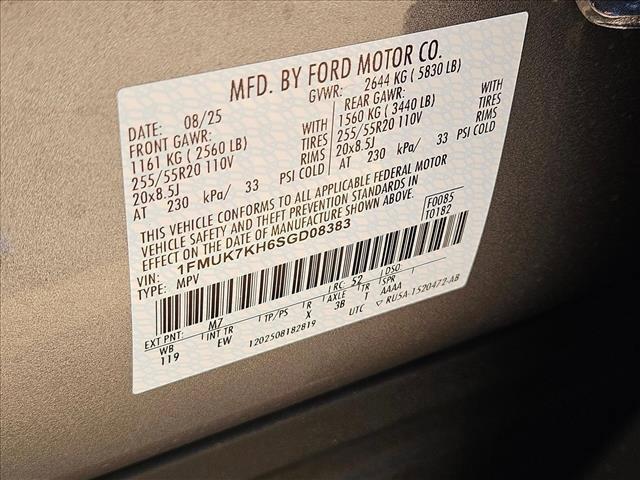 MFD. BY FORD MOTOR CO.
DATE: 08/25 GVWR: 2644 KG ( 5830 LB)
FRONT GAWR: REAR GAWR:
1161 KG ( 2560 LB) WITH 1560 KG ( 3440 LB) WITH
255/55R20 110V TIRES 255/55R20 110V TIRES
20x8.5J RIMS 20x8.5J RIMS
AT 230 kPa/ 33 PSI COLD AT 230 kPa/ 33 PSI COLD
THIS VEHICLE CONFORMS TO ALL APPLICABLE FEDERAL MOTOR
VEHICLE SAFETY AND THEFT PREVENTION STANDARDS IN
EFFECT ON THE DATE OF MANUFACTURE SHOWN ABOVE.
VIN: 1FMUK7KH6SGD08383 F0085
TYPE: MPV T0182
EXT PNT: M7 RC: 52 DSO:
WB INT TR TP/PS R AXLE TR SPR
119 EW X 3B T AAAA
1202508182819 UTC ▽ RU5A-1520472-AB